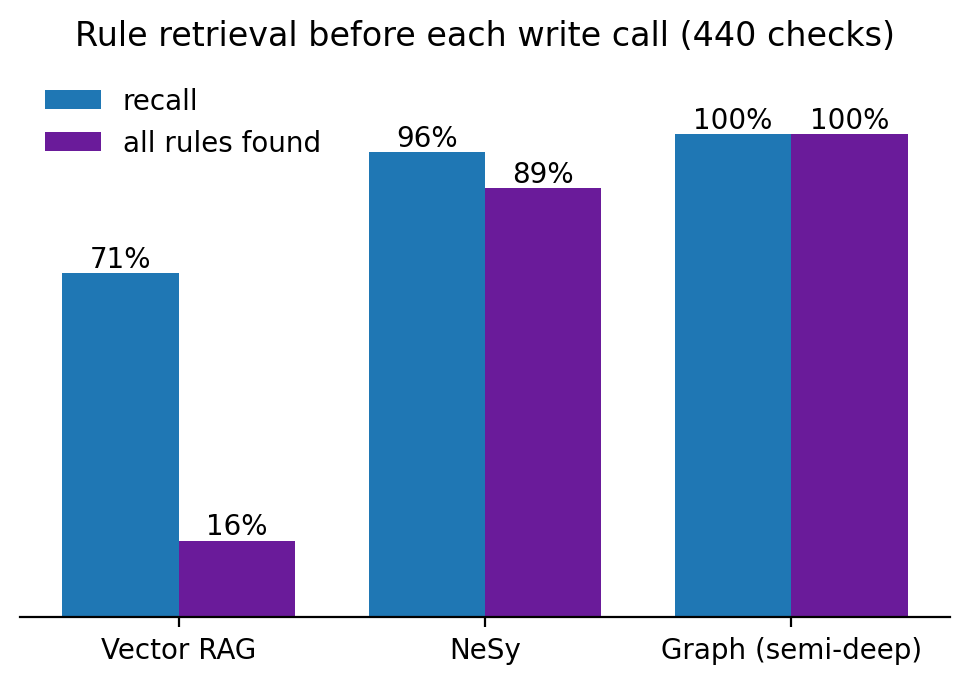 Rule retrieval before each write call (440 checks)
recall
all rules found
71%
16%
96%
89%
100%
100%
Vector RAG
NeSy
Graph (semi-deep)